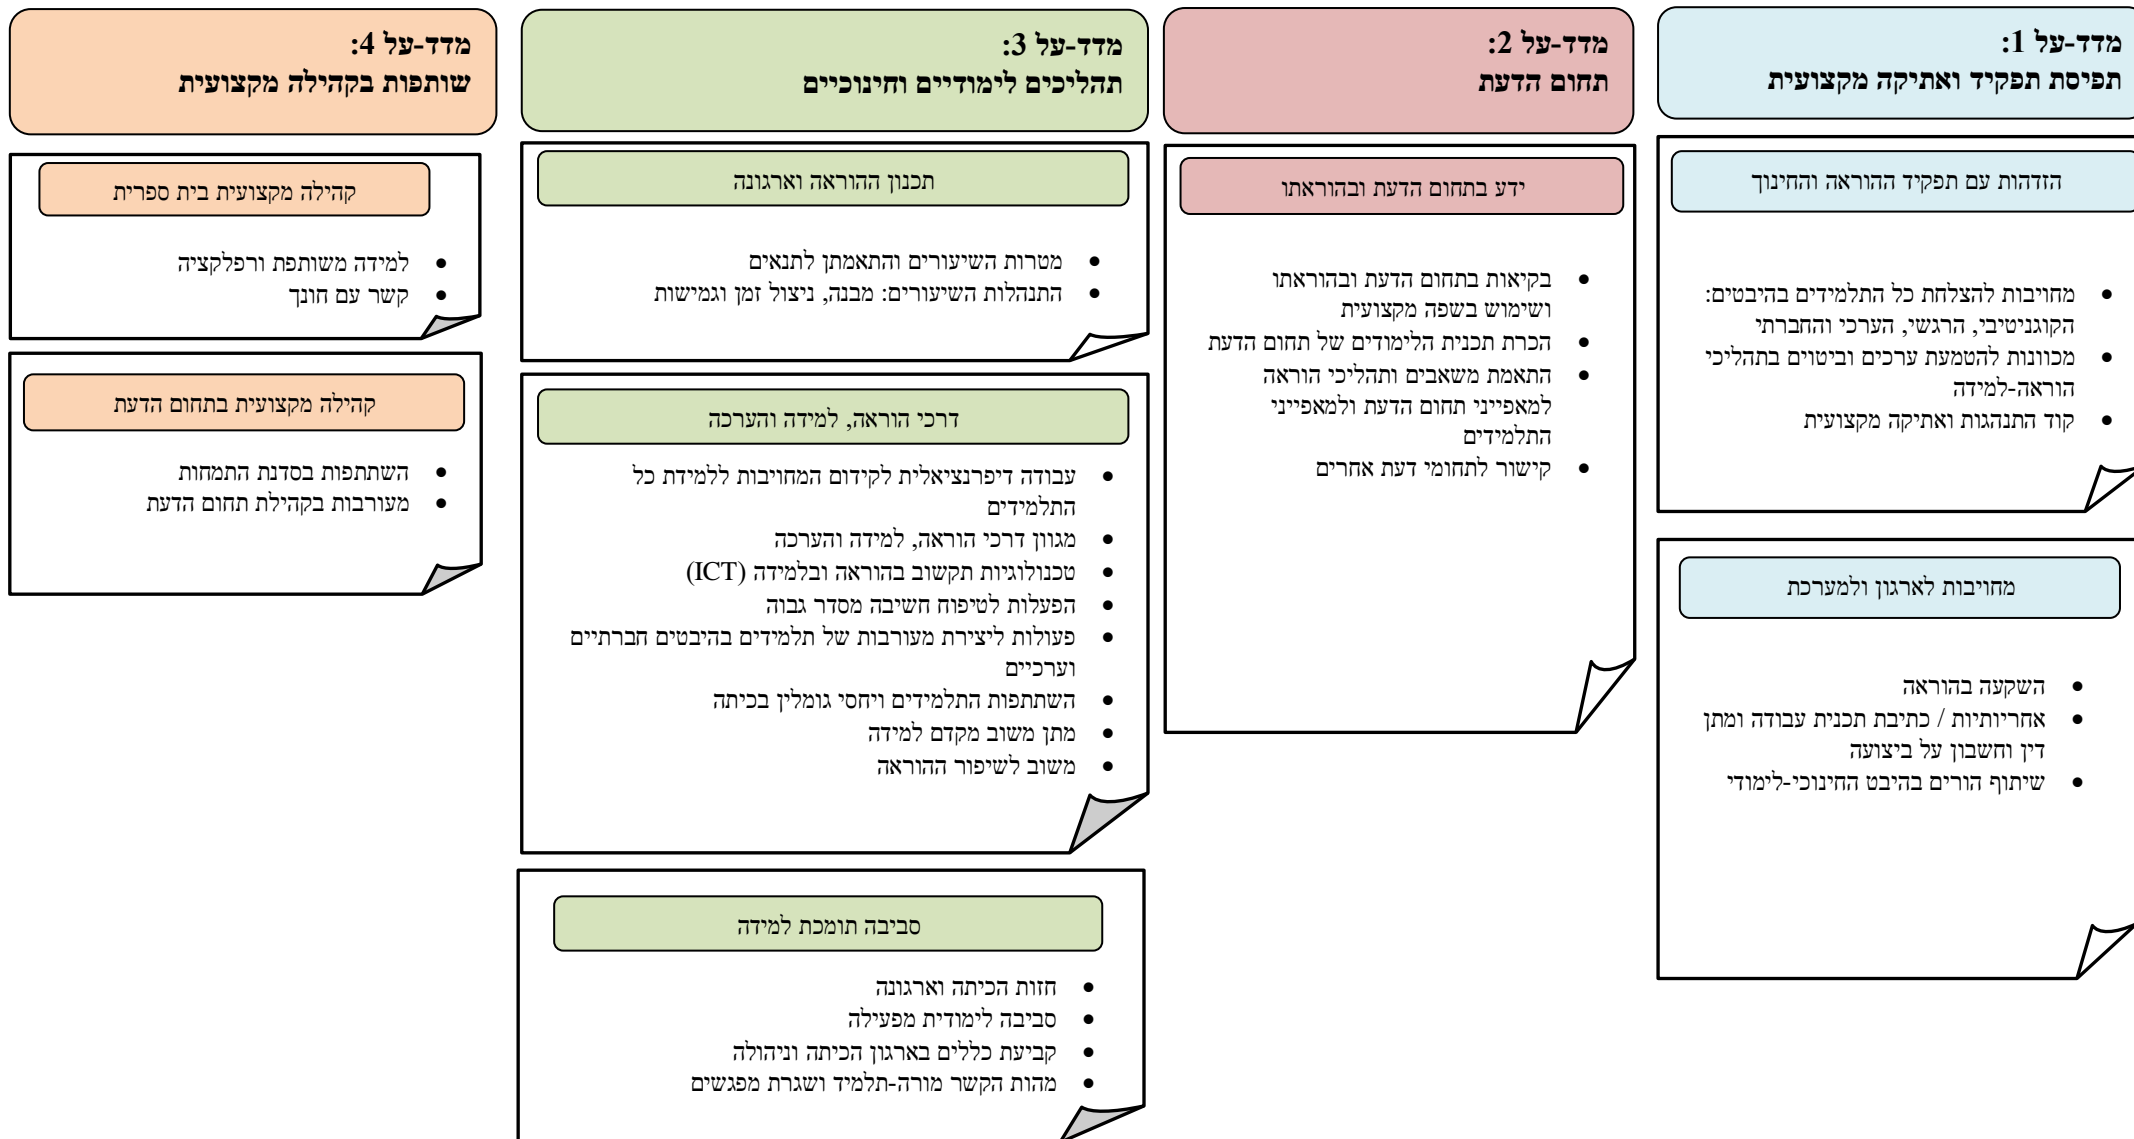 מדד-על 1:
תפיסת תפקיד ואתיקה מקצועית
הזדהות עם תפקיד ההוראה והחינוך
• מחויבות להצלחת כל התלמידים בהיבטים:
הקוגניטיבי, הרגשי, הערכי והחברתי
• מכוונות להטמעת ערכים וביטוים בתהליכי
הוראה-למידה
• קוד התנהגות ואתיקה מקצועית
מחויבות לארגון ולמערכת
• השקעה בהוראה
• אחריותיות / כתיבת תכנית עבודה ומתן
דין וחשבון על ביצועה
• שיתוף הורים בהיבט החינוכי-לימודי
מדד-על 2:
תחום הדעת
ידע בתחום הדעת ובהוראתו
• בקיאות בתחום הדעת ובהוראתו
ושימוש בשפה מקצועית
• הכרת תכנית הלימודים של תחום הדעת
• התאמת משאבים ותהליכי הוראה
למאפייני תחום הדעת ולמאפייני
התלמידים
• קישור לתחומי דעת אחרים
מדד-על 3:
תהליכים לימודיים וחינוכיים
תכנון ההוראה וארגונה
• מטרות השיעורים והתאמתן לתנאים
• התנהלות השיעורים: מבנה, ניצול זמן וגמישות
דרכי הוראה, למידה והערכה
• עבודה דיפרנציאלית לקידום המחויבות ללמידת כל
התלמידים
• מגוון דרכי הוראה, למידה והערכה
• טכנולוגיות תקשוב בהוראה ובלמידה (ICT)
• הפעלות לטיפוח חשיבה מסדר גבוה
• פעולות ליצירת מעורבות של תלמידים בהיבטים חברתיים
וערכיים
• השתתפות התלמידים ויחסי גומלין בכיתה
• מתן משוב מקדם למידה
• משוב לשיפור ההוראה
סביבה תומכת למידה
• חזות הכיתה וארגונה
• סביבה לימודית מפעילה
• קביעת כללים בארגון הכיתה וניהולה
• מהות הקשר מורה-תלמיד ושגרת מפגשים
מדד-על 4:
שותפות בקהילה מקצועית
קהילה מקצועית בית ספרית
• למידה משותפת ורפלקציה
• קשר עם חונך
קהילה מקצועית בתחום הדעת
• השתתפות בסדנת התמחות
• מעורבות בקהילת תחום הדעת